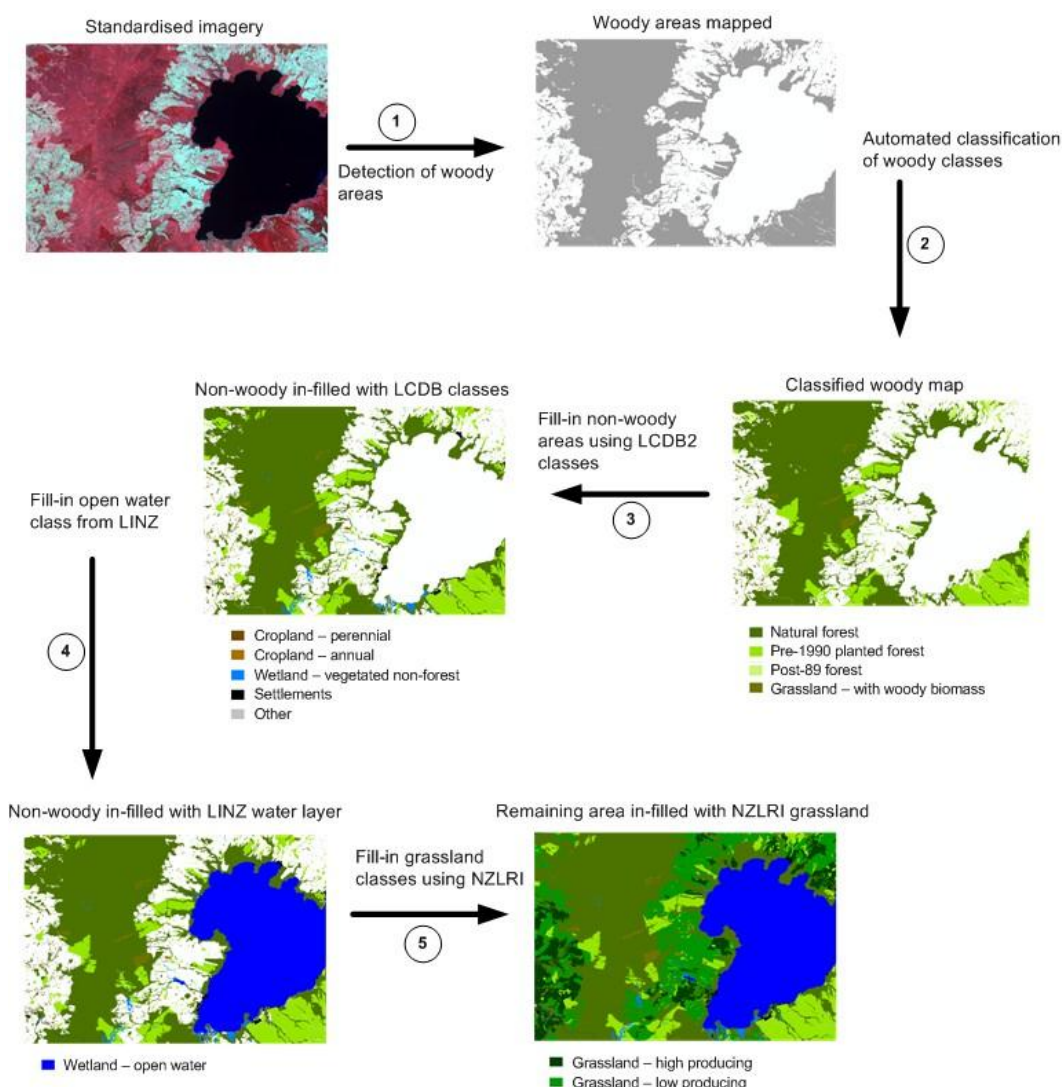 Standardised imagery
Woody areas mapped
1
Detection of woody
areas
Automated classification
of woody classes
2
Classified woody map
Natural forest
Pre-1990 planted forest
Post-89 forest
Grassland – with woody biomass
Fill-in non-woody
areas using LCDB2
classes
3
Non-woody in-filled with LCDB classes
Cropland – perennial
Cropland – annual
Wetland – vegetated non-forest
Settlements
Other
Fill-in open water
class from LINZ
4
Non-woody in-filled with LINZ water layer
Wetland – open water
Fill-in grassland
classes using NZLRI
5
Remaining area in-filled with NZLRI grassland
Grassland – high producing
Grassland – low producing